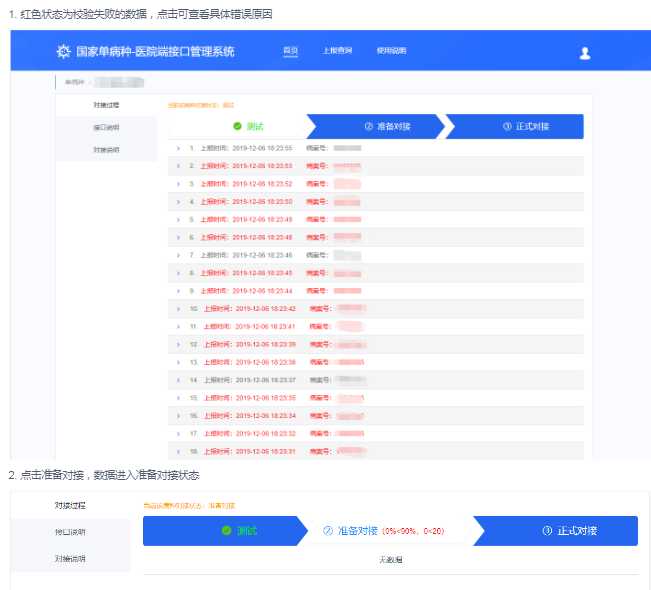 1. 红色状态为校验失败的数据，点击可查看具体错误原因
国家单病种-医院端接口管理系统 首页 上报查询 使用说明
单病种 /
对接过程
接口说明
对接说明
当前该病种对接状态：测试
测试 ② 准备对接 ③ 正式对接
1. 上报时间：2019-12-06 18:23:55 病案号：
2. 上报时间：2019-12-06 18:23:53 病案号：
3. 上报时间：2019-12-06 18:23:52 病案号：
4. 上报时间：2019-12-06 18:23:50 病案号：
5. 上报时间：2019-12-06 18:23:49 病案号：
6. 上报时间：2019-12-06 18:23:48 病案号：
7. 上报时间：2019-12-06 18:23:46 病案号：
8. 上报时间：2019-12-06 18:23:45 病案号：
9. 上报时间：2019-12-06 18:23:44 病案号：
10. 上报时间：2019-12-06 18:23:42 病案号：
11. 上报时间：2019-12-06 18:23:41 病案号：
12. 上报时间：2019-12-06 18:23:39 病案号：
13. 上报时间：2019-12-06 18:23:38 病案号：
14. 上报时间：2019-12-06 18:23:37 病案号：
15. 上报时间：2019-12-06 18:23:35 病案号：
16. 上报时间：2019-12-06 18:23:34 病案号：
17. 上报时间：2019-12-06 18:23:32 病案号：
18. 上报时间：2019-12-06 18:23:31 病案号：
2. 点击准备对接，数据进入准备对接状态
对接过程
接口说明
对接说明
当前该病种对接状态：准备对接
测试 ② 准备对接（0%<90%，0<20） ③ 正式对接
无数据